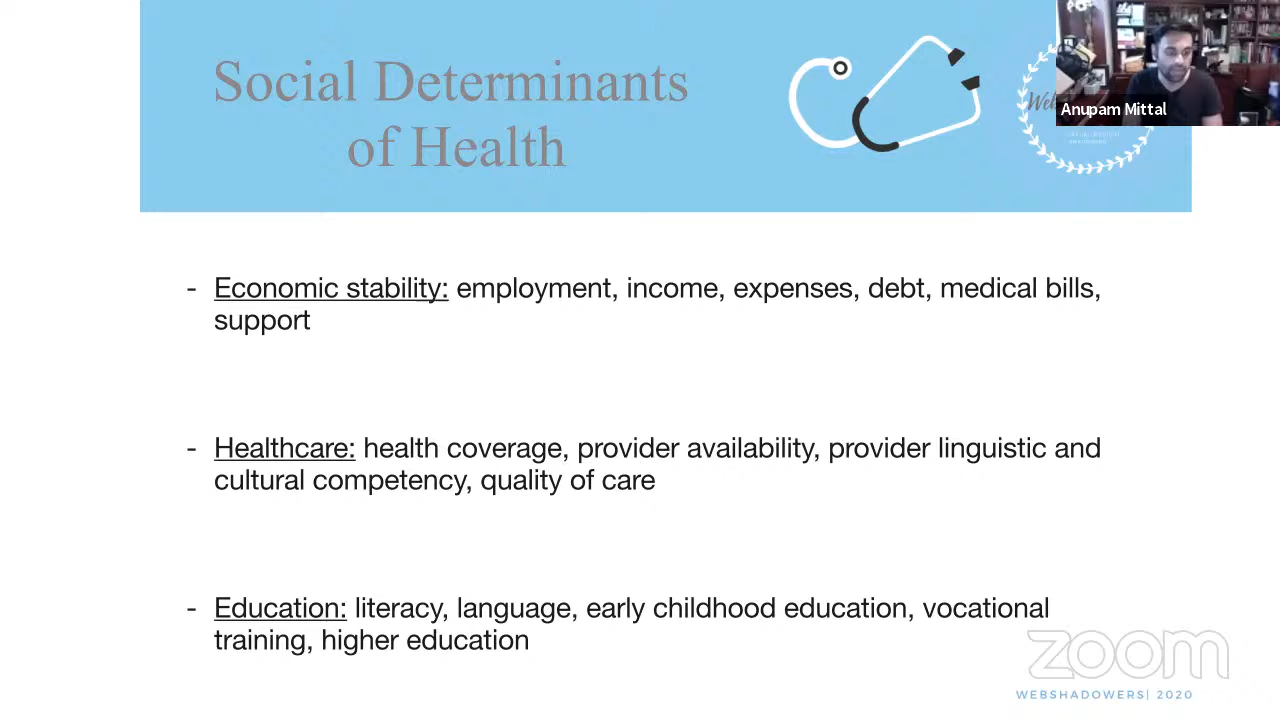 Social Determinants
of Health
Anupam Mittal
- Economic stability: employment, income, expenses, debt, medical bills,
support
- Healthcare: health coverage, provider availability, provider linguistic and
cultural competency, quality of care
- Education: literacy, language, early childhood education, vocational
training, higher education
zoom
WEBSHADOWERS| 2020